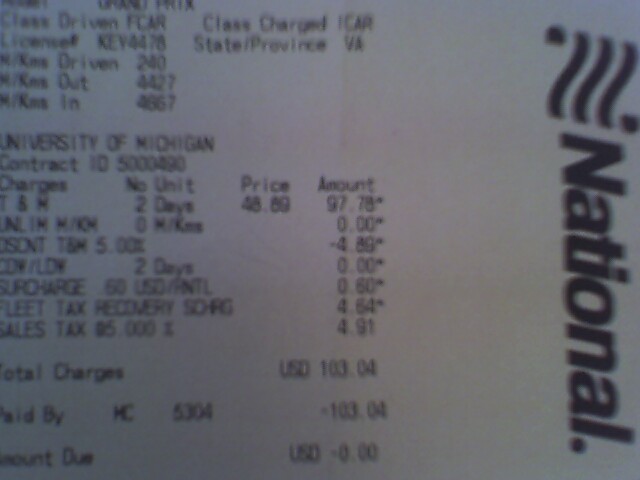 Model GRAND PRIX
Class Driven FCAR Class Charged ICAR
License# KEY4478 State/Province VA
M/Kms Driven 240
M/Kms Out 4427
M/Kms In 4667
UNIVERSITY OF MICHIGAN
Contract ID 5000490
Charges No Unit Price Amount
T & M 2 Days 48.89 97.78*
UNLIM M/KM 0 M/Kms 0.00*
DSCNT T&M 5.00% -4.89*
CDW/LDW 2 Days 0.00*
SURCHARGE .60 USD/RNTL 0.60*
FLEET TAX RECOVERY SCHRG 4.64*
SALES TAX @5.000 % 4.91
Total Charges USD 103.04
Paid By MC 5304 -103.04
Amount Due USD -0.00
National.